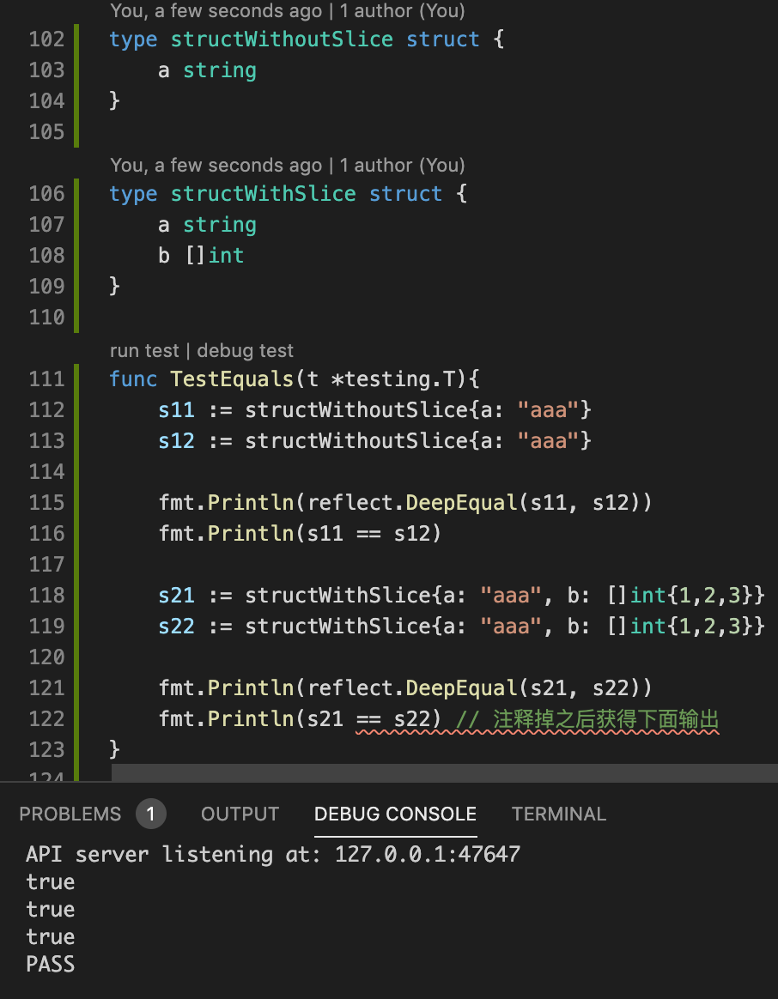 You, a few seconds ago | 1 author (You)
102 type structWithoutSlice struct {
103 a string
104 }
105
You, a few seconds ago | 1 author (You)
106 type structWithSlice struct {
107 a string
108 b []int
109 }
110
run test | debug test
111 func TestEquals(t *testing.T){
112 s11 := structWithoutSlice{a: "aaa"}
113 s12 := structWithoutSlice{a: "aaa"}
114
115 fmt.Println(reflect.DeepEqual(s11, s12))
116 fmt.Println(s11 == s12)
117
118 s21 := structWithSlice{a: "aaa", b: []int{1,2,3}}
119 s22 := structWithSlice{a: "aaa", b: []int{1,2,3}}
120
121 fmt.Println(reflect.DeepEqual(s21, s22))
122 fmt.Println(s21 == s22) // 注释掉之后获得下面输出
123 }
124
PROBLEMS 1 OUTPUT DEBUG CONSOLE TERMINAL
API server listening at: 127.0.0.1:47647
true
true
true
PASS